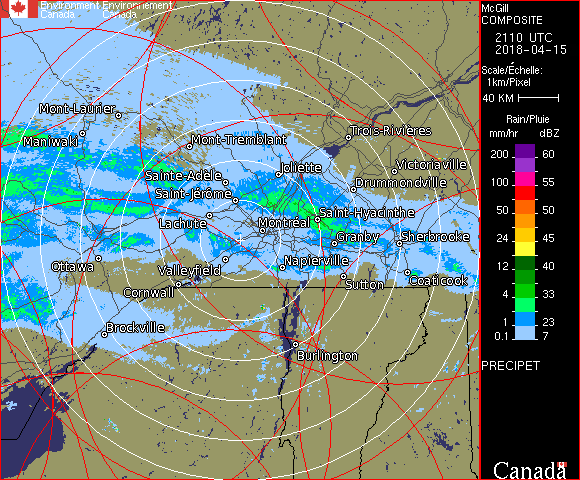 Environment Environnement
Canada Canada
McGill
COMPOSITE
2110 UTC
2018-04-15
Scale/Échelle:
1km/Pixel
40 KM
Rain/Pluie
mm/hr dBZ
200 60
100 55
50 50
24 45
12 40
4 33
1 23
0.1 7
PRECIPET
Canada
Mont-Laurier
Maniwaki
Mont-Tremblant
Trois-Rivières
Joliette
Victoriaville
Sainte-Adèle
Drummondville
Saint-Jérôme
Saint-Hyacinthe
Lachute
Montréal
Granby
Sherbrooke
Ottawa
Valleyfield
Napierville
Coaticook
Cornwall
Sutton
Brockville
Burlington